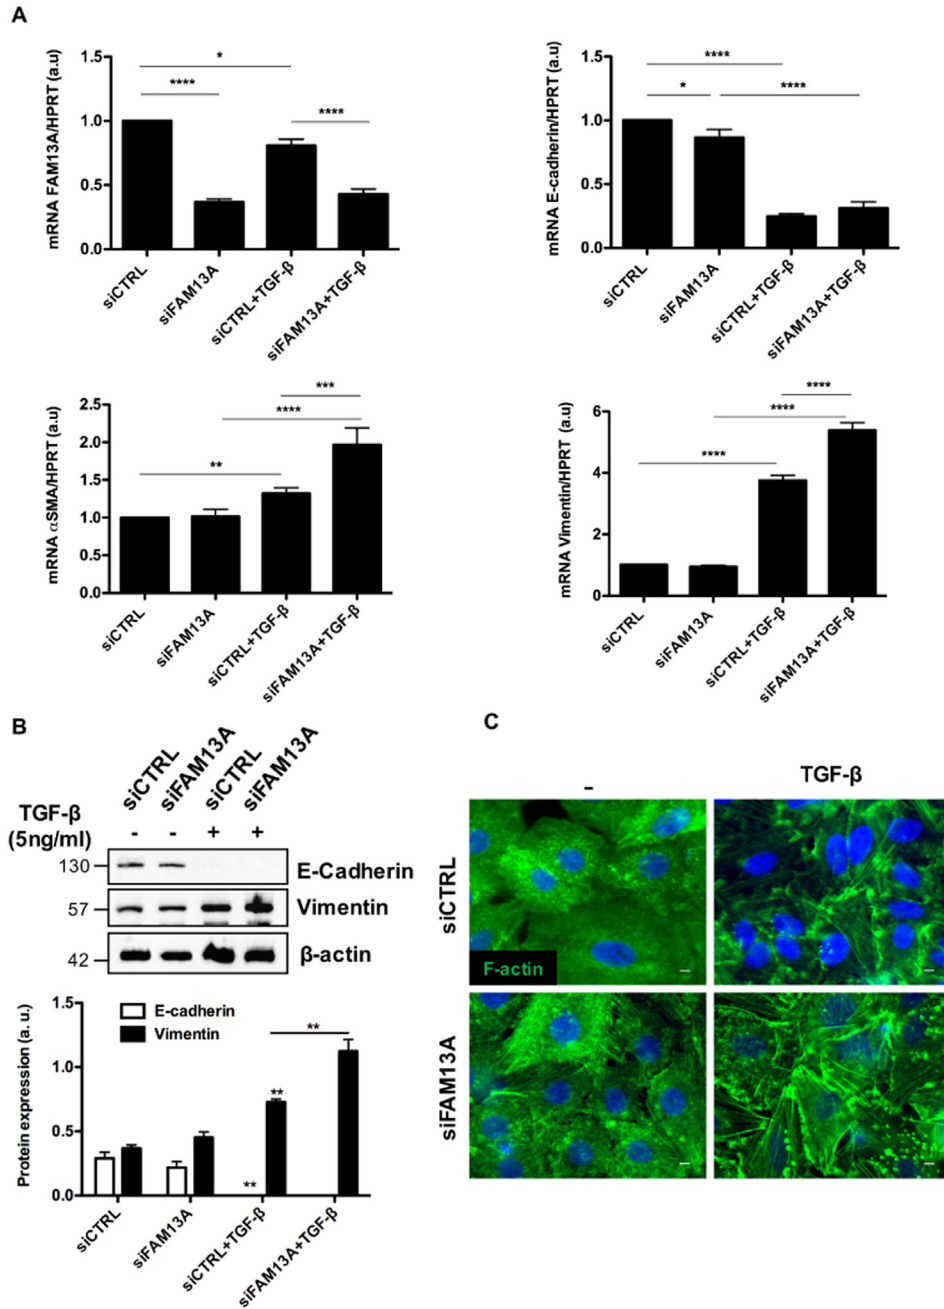 A
mRNA FAM13A/HPRT (a.u)
1.5
1.0
0.5
0.0
*
****
****
siCTRL
siFAM13A
siCTRL+TGF-β
siFAM13A+TGF-β
mRNA E-cadherin/HPRT (a.u)
1.5
1.0
0.5
0.0
****
*
****
siCTRL
siFAM13A
siCTRL+TGF-β
siFAM13A+TGF-β
mRNA αSMA/HPRT (a.u)
2.5
2.0
1.5
1.0
0.5
0.0
***
****
**
siCTRL
siFAM13A
siCTRL+TGF-β
siFAM13A+TGF-β
mRNA Vimentin/HPRT (a.u)
6
4
2
0
****
****
****
siCTRL
siFAM13A
siCTRL+TGF-β
siFAM13A+TGF-β
B
siCTRL
siFAM13A
siCTRL
siFAM13A
TGF-β
(5ng/ml)
- - + +
130
E-Cadherin
57
Vimentin
42
β-actin
Protein expression (a. u.)
1.5
1.0
0.5
0.0
E-cadherin
Vimentin
**
**
**
siCTRL
siFAM13A
siCTRL+TGF-β
siFAM13A+TGF-β
C
-
TGF-β
siCTRL
F-actin
siFAM13A